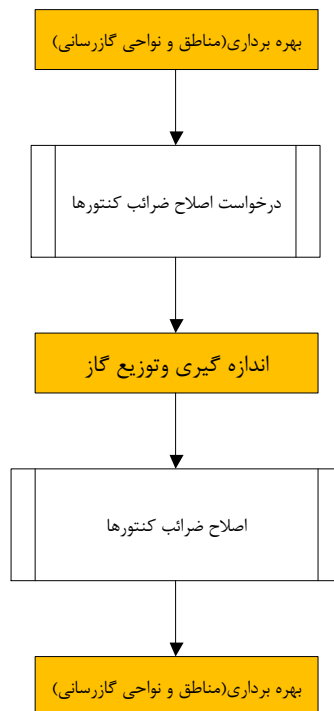 بهره برداری(مناطق و نواحی گازرسانی)
درخواست اصلاح ضرائب کنتورها
اندازه گیری وتوزیع گاز
اصلاح ضرائب کنتورها
بهره برداری(مناطق و نواحی گازرسانی)